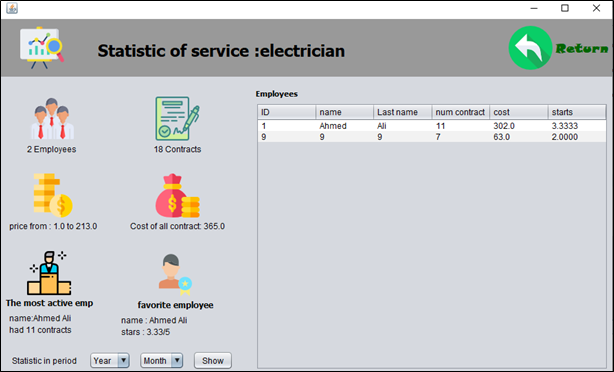 Statistic of service :electrician
Return
Employees
ID name Last name num contract cost starts
1 Ahmed Ali 11 302.0 3.3333
9 9 9 7 63.0 2.0000
2 Employees
18 Contracts
price from : 1.0 to 213.0
Cost of all contract: 365.0
The most active emp
name:Ahmed Ali
had 11 contracts
favorite employee
name : Ahmed Ali
stars : 3.33/5
Statistic in period Year Month Show